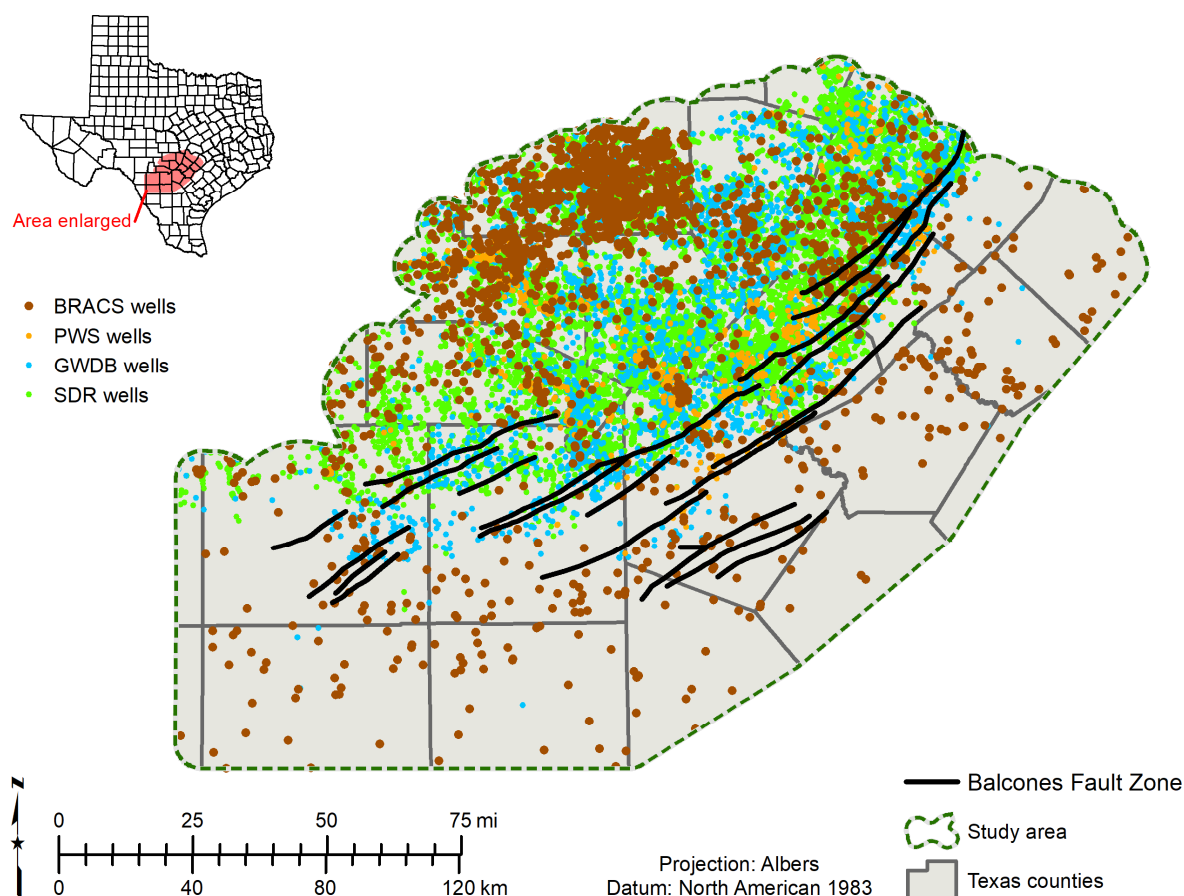 Area enlarged
BRACS wells
PWS wells
GWDB wells
SDR wells
N
0 25 50 75 mi
0 40 80 120 km
Projection: Albers
Datum: North American 1983
Balcones Fault Zone
Study area
Texas counties